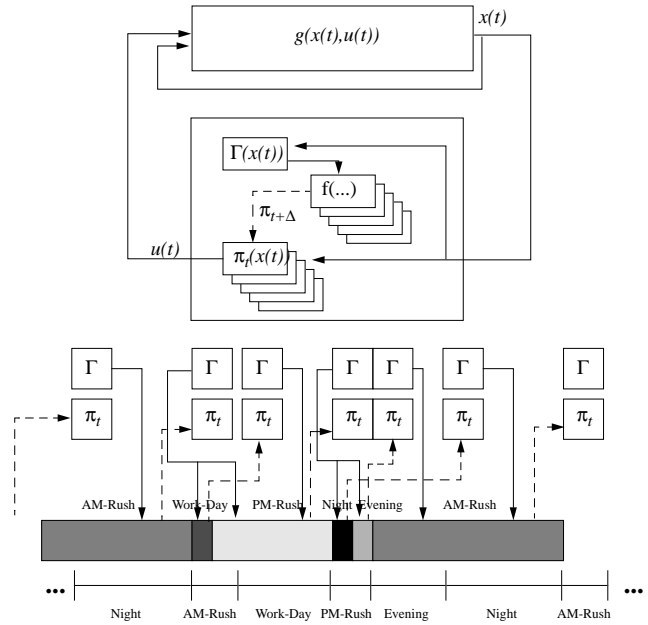 x(t)
g(x(t),u(t))
Γ(x(t))
f(...)
π_{t+Δ}
u(t)
π_t(x(t))
Γ Γ Γ Γ Γ Γ Γ
π_t π_t π_t π_t π_t π_t π_t
AM-Rush Work-Day PM-Rush Night Evening AM-Rush
••• •••
Night AM-Rush Work-Day PM-Rush Evening Night AM-Rush